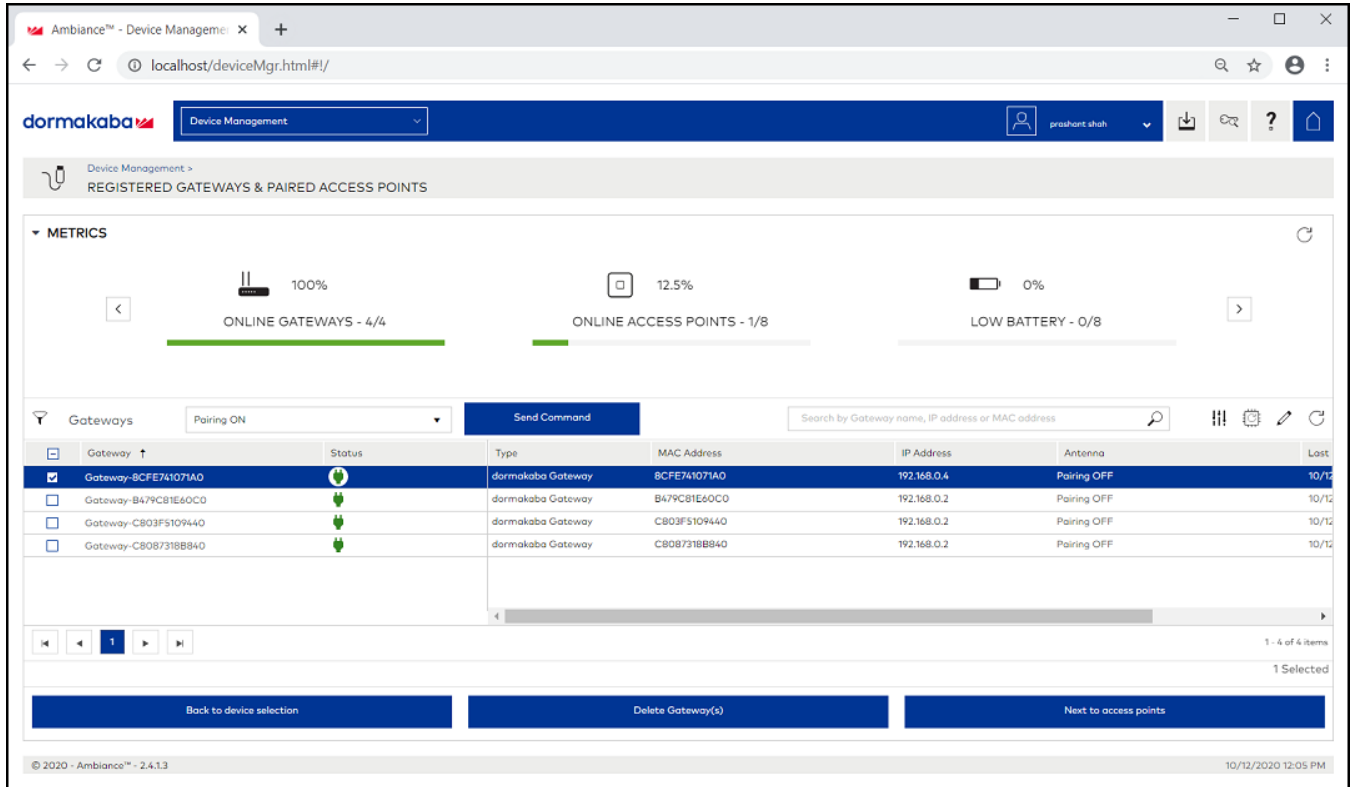 Ambiance™ - Device Managemer
localhost/deviceMgr.html#!/
dormakaba
Device Management
prashant shah
?
Device Management >
REGISTERED GATEWAYS & PAIRED ACCESS POINTS
METRICS
100%
12.5%
0%
ONLINE GATEWAYS - 4/4
ONLINE ACCESS POINTS - 1/8
LOW BATTERY - 0/8
Gateways Pairing ON Send Command Search by Gateway name, IP address or MAC address
Gateway ↑ Status Type MAC Address IP Address Antenna Last
Gateway-8CFE741071A0 dormakaba Gateway 8CFE741071A0 192.168.0.4 Pairing OFF 10/12
Gateway-B479C81E60C0 dormakaba Gateway B479C81E60C0 192.168.0.2 Pairing OFF 10/12
Gateway-C803F5109440 dormakaba Gateway C803F5109440 192.168.0.2 Pairing OFF 10/12
Gateway-C8087318B840 dormakaba Gateway C8087318B840 192.168.0.2 Pairing OFF 10/12
1
1 - 4 of 4 items
1 Selected
Back to device selection Delete Gateway(s) Next to access points
© 2020 - Ambiance™ - 2.4.1.3 10/12/2020 12:05 PM